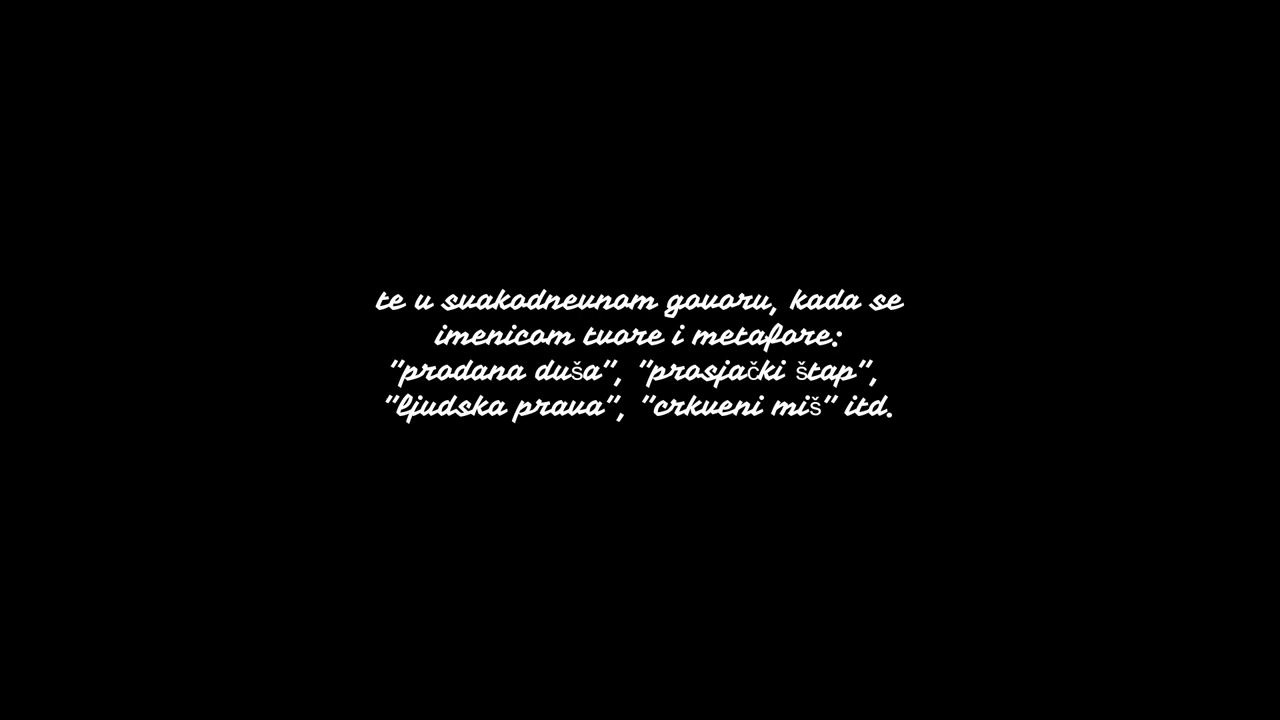 te u svakodnevnom govoru, kada se
imenicom tvore i metafore:
"prodana duša", "prosjački štap",
"ljudska prava", "crkveni miš" itd.